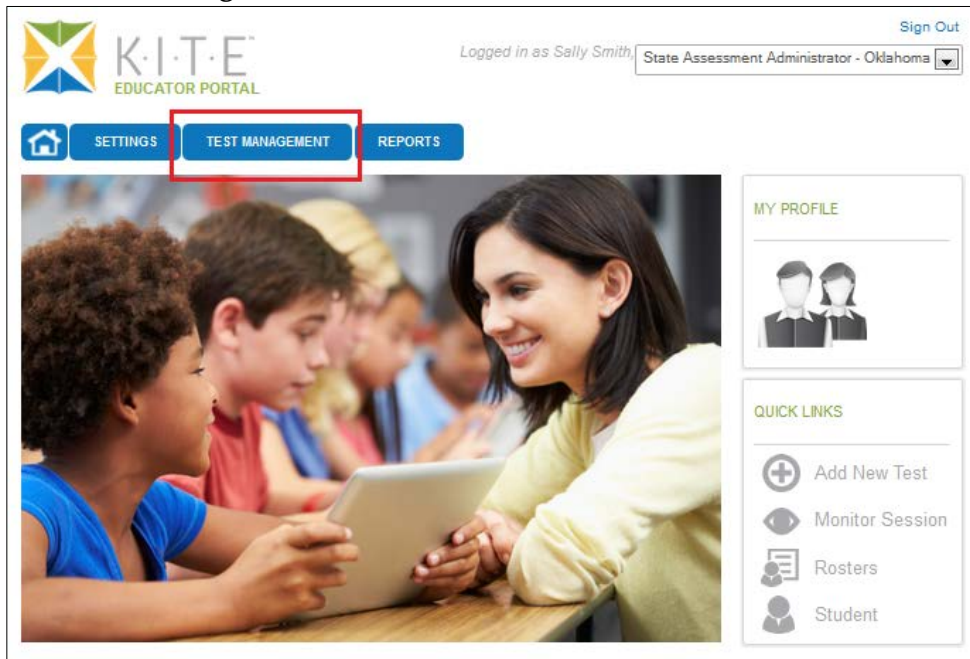 Sign Out
K·I·T·E™
Logged in as Sally Smith, State Assessment Administrator - Oklahoma
EDUCATOR PORTAL
SETTINGS TEST MANAGEMENT REPORTS
MY PROFILE
QUICK LINKS
Add New Test
Monitor Session
Rosters
Student